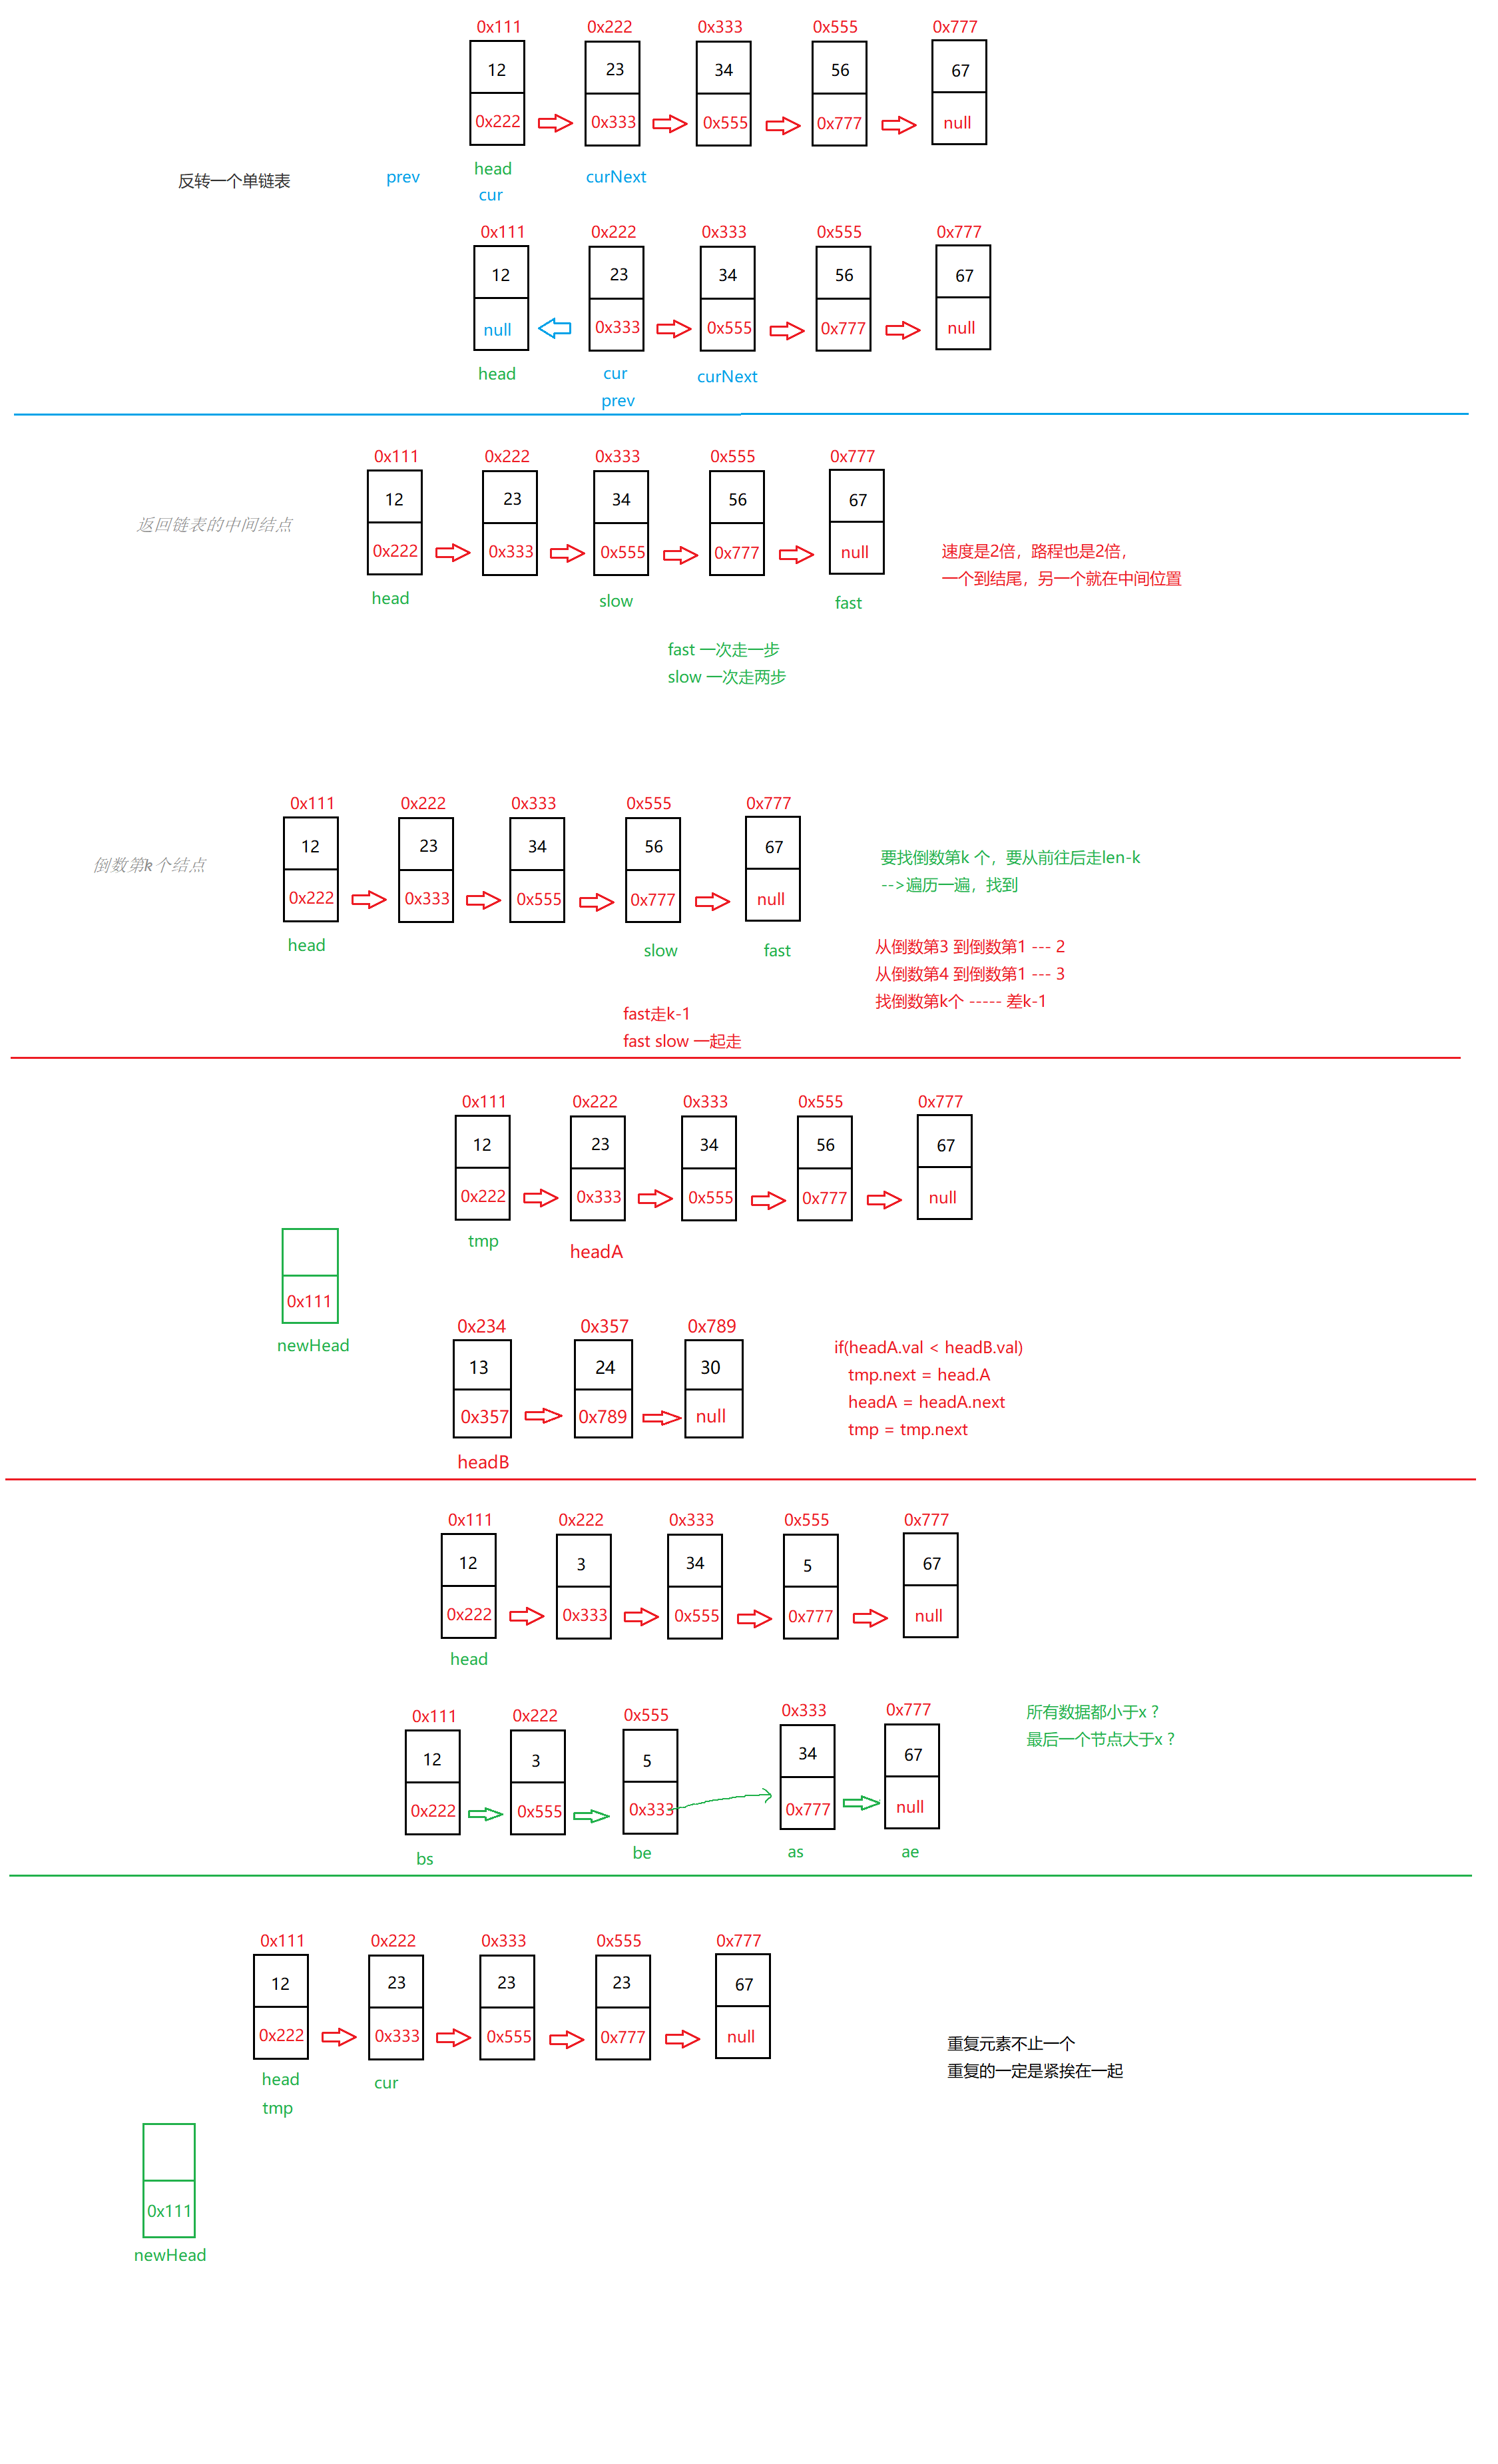 0x111 0x222 0x333 0x555 0x777
12 23 34 56 67
0x222 0x333 0x555 0x777 null
head
反转一个单链表 prev curNext
cur
0x111 0x222 0x333 0x555 0x777
12 23 34 56 67
null 0x333 0x555 0x777 null
head cur curNext
prev
0x111 0x222 0x333 0x555 0x777
12 23 34 56 67
返回链表的中间结点
0x222 0x333 0x555 0x777 null
速度是2倍，路程也是2倍，
一个到结尾，另一个就在中间位置
head slow fast
fast 一次走一步
slow 一次走两步
0x111 0x222 0x333 0x555 0x777
12 23 34 56 67
倒数第k个结点
0x222 0x333 0x555 0x777 null
要找倒数第k 个，要从前往后走len-k
-->遍历一遍，找到
head slow fast
从倒数第3 到倒数第1 --- 2
从倒数第4 到倒数第1 --- 3
找倒数第k个 ----- 差k-1
fast走k-1
fast slow 一起走
0x111 0x222 0x333 0x555 0x777
12 23 34 56 67
0x222 0x333 0x555 0x777 null
tmp headA
0x111
newHead
0x234 0x357 0x789
13 24 30
0x357 0x789 null
headB
if(headA.val < headB.val)
tmp.next = head.A
headA = headA.next
tmp = tmp.next
0x111 0x222 0x333 0x555 0x777
12 3 34 5 67
0x222 0x333 0x555 0x777 null
head
0x111 0x222 0x555 0x333 0x777
12 3 5 34 67
0x222 0x555 0x333 0x777 null
bs be as ae
所有数据都小于x？
最后一个节点大于x？
0x111 0x222 0x333 0x555 0x777
12 23 23 23 67
0x222 0x333 0x555 0x777 null
head cur
tmp
重复元素不止一个
重复的一定是紧挨在一起
0x111
newHead